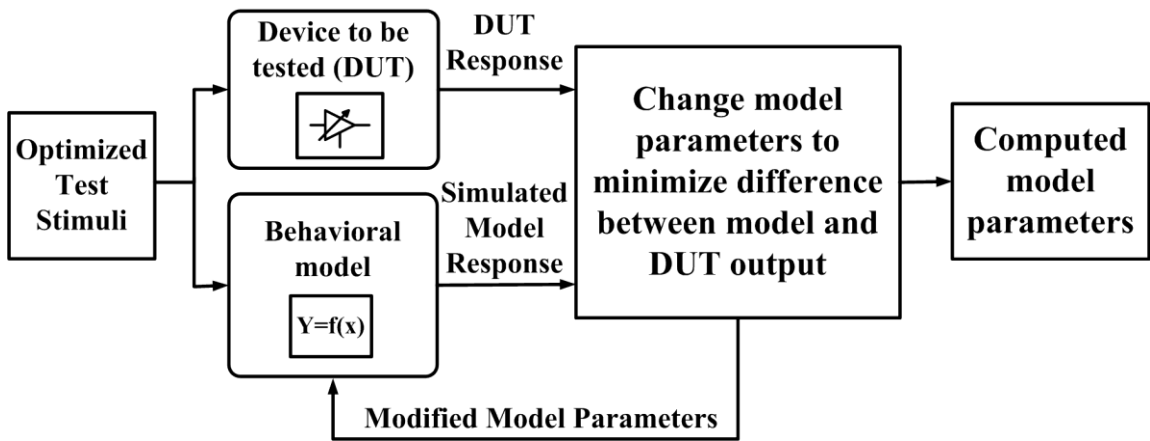 Optimized
Test
Stimuli
Device to be
tested (DUT)
DUT
Response
Behavioral
model
Y=f(x)
Simulated
Model
Response
Change model
parameters to
minimize difference
between model and
DUT output
Computed
model
parameters
Modified Model Parameters